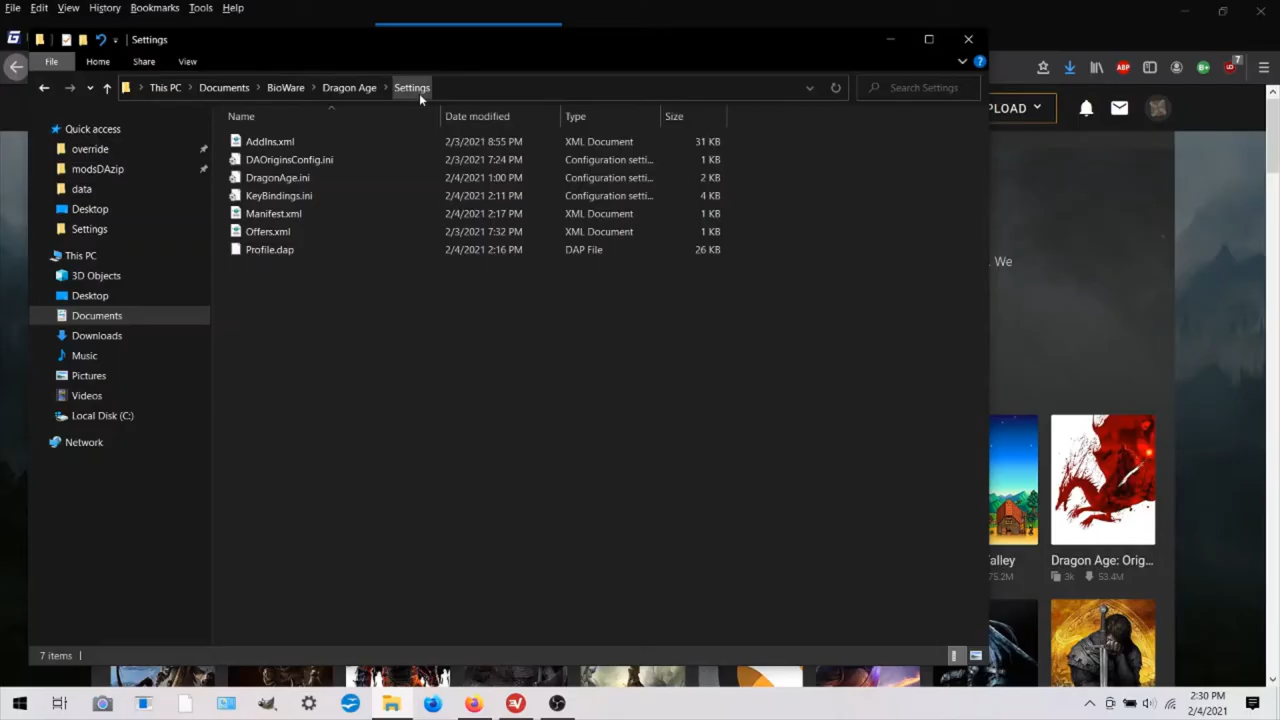 File Edit View History Bookmarks Tools Help
Settings
File Home Share View
This PC Documents BioWare Dragon Age Settings
Search Settings
Name Date modified Type Size
Quick access
override
modsDAzip
data
Desktop
Settings
This PC
3D Objects
Desktop
Documents
Downloads
Music
Pictures
Videos
Local Disk (C:)
Network
AddIns.xml 2/3/2021 8:55 PM XML Document 31 KB
DAOriginsConfig.ini 2/3/2021 7:24 PM Configuration setti... 1 KB
DragonAge.ini 2/4/2021 1:00 PM Configuration setti... 2 KB
KeyBindings.ini 2/4/2021 2:11 PM Configuration setti... 4 KB
Manifest.xml 2/4/2021 2:17 PM XML Document 1 KB
Offers.xml 2/3/2021 7:32 PM XML Document 1 KB
Profile.dap 2/4/2021 2:16 PM DAP File 26 KB
7 items
ABP
7
PLOAD
. We
alley
75.2M
Dragon Age: Orig...
3k 53.4M
2:30 PM
2/4/2021